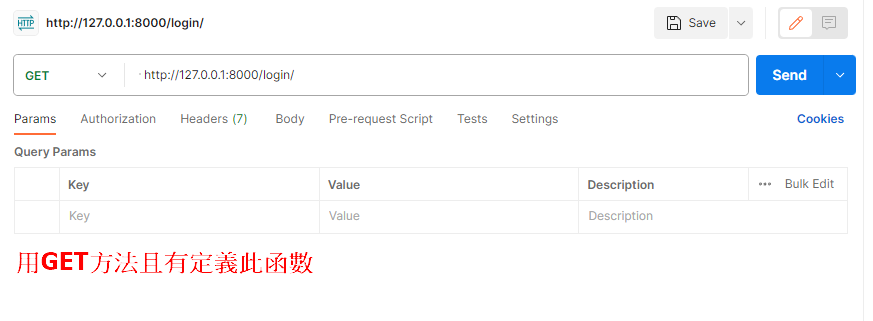 HTTP http://127.0.0.1:8000/login/ Save
GET http://127.0.0.1:8000/login/ Send
Params Authorization Headers (7) Body Pre-request Script Tests Settings Cookies
Query Params
Key Value Description ••• Bulk Edit
Key Value Description
用GET方法且有定義此函數